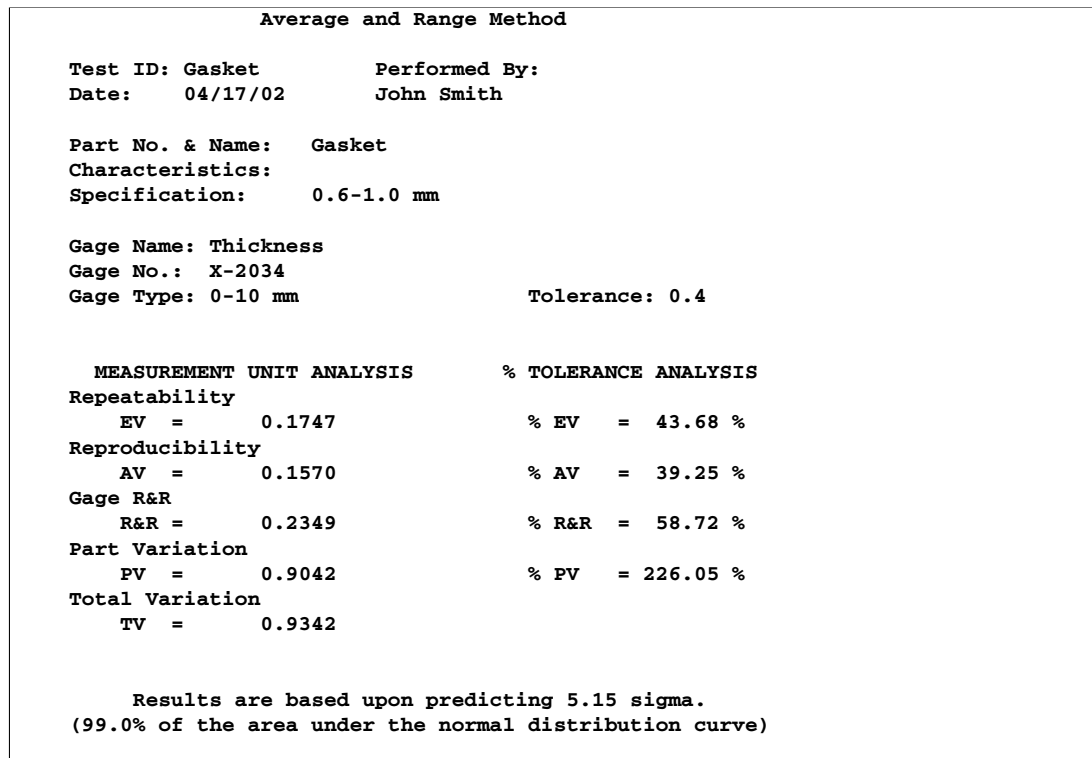 Average and Range Method
Test ID: Gasket Performed By:
Date: 04/17/02 John Smith
Part No. & Name: Gasket
Characteristics:
Specification: 0.6-1.0 mm
Gage Name: Thickness
Gage No.: X-2034
Gage Type: 0-10 mm Tolerance: 0.4
MEASUREMENT UNIT ANALYSIS % TOLERANCE ANALYSIS
Repeatability
EV = 0.1747 % EV = 43.68 %
Reproducibility
AV = 0.1570 % AV = 39.25 %
Gage R&R
R&R = 0.2349 % R&R = 58.72 %
Part Variation
PV = 0.9042 % PV = 226.05 %
Total Variation
TV = 0.9342
Results are based upon predicting 5.15 sigma.
(99.0% of the area under the normal distribution curve)